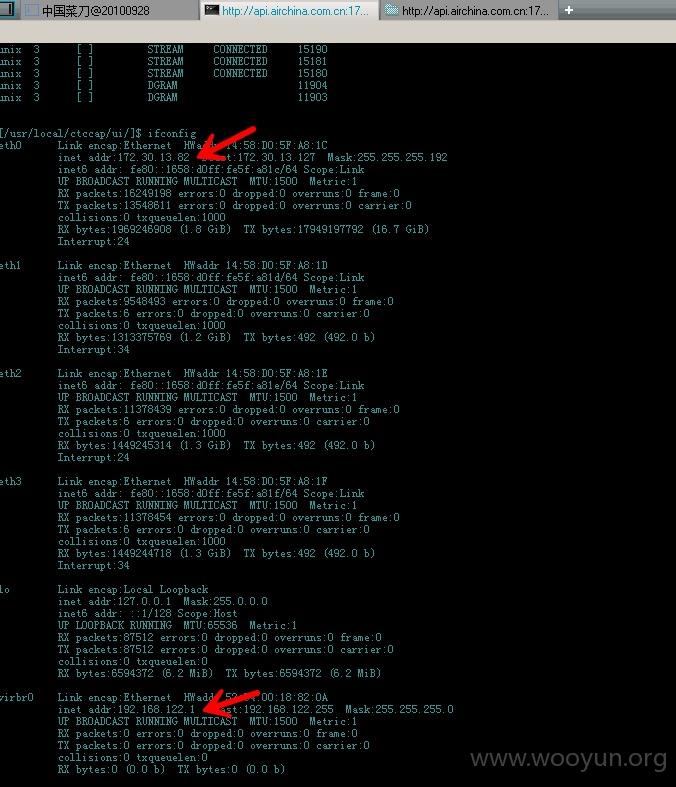 中国菜刀@20100928 http://api.airchina.com.cn:17... http://api.airchina.com.cn:17...
unix 3 [ ] STREAM CONNECTED 15190
unix 3 [ ] STREAM CONNECTED 15181
unix 3 [ ] STREAM CONNECTED 15180
unix 3 [ ] DGRAM 11904
unix 3 [ ] DGRAM 11903
[/usr/local/ctccap/ui/]$ ifconfig
eth0 Link encap:Ethernet HWaddr 14:58:D0:5F:A8:1C
inet addr:172.30.13.82 :172.30.13.127 Mask:255.255.255.192
inet6 addr: fe80::1658:d0ff:fe5f:a81c/64 Scope:Link
UP BROADCAST RUNNING MULTICAST MTU:1500 Metric:1
RX packets:16249198 errors:0 dropped:0 overruns:0 frame:0
TX packets:13548611 errors:0 dropped:0 overruns:0 carrier:0
collisions:0 txqueuelen:1000
RX bytes:1969246908 (1.8 GiB) TX bytes:17949197792 (16.7 GiB)
Interrupt:24
eth1 Link encap:Ethernet HWaddr 14:58:D0:5F:A8:1D
inet6 addr: fe80::1658:d0ff:fe5f:a81d/64 Scope:Link
UP BROADCAST RUNNING MULTICAST MTU:1500 Metric:1
RX packets:9548493 errors:0 dropped:0 overruns:0 frame:0
TX packets:6 errors:0 dropped:0 overruns:0 carrier:0
collisions:0 txqueuelen:1000
RX bytes:1313375769 (1.2 GiB) TX bytes:492 (492.0 b)
Interrupt:34
eth2 Link encap:Ethernet HWaddr 14:58:D0:5F:A8:1E
inet6 addr: fe80::1658:d0ff:fe5f:a81e/64 Scope:Link
UP BROADCAST RUNNING MULTICAST MTU:1500 Metric:1
RX packets:11378439 errors:0 dropped:0 overruns:0 frame:0
TX packets:6 errors:0 dropped:0 overruns:0 carrier:0
collisions:0 txqueuelen:1000
RX bytes:1449245314 (1.3 GiB) TX bytes:492 (492.0 b)
Interrupt:24
eth3 Link encap:Ethernet HWaddr 14:58:D0:5F:A8:1F
inet6 addr: fe80::1658:d0ff:fe5f:a81f/64 Scope:Link
UP BROADCAST RUNNING MULTICAST MTU:1500 Metric:1
RX packets:11378454 errors:0 dropped:0 overruns:0 frame:0
TX packets:6 errors:0 dropped:0 overruns:0 carrier:0
collisions:0 txqueuelen:1000
RX bytes:1449244718 (1.3 GiB) TX bytes:492 (492.0 b)
Interrupt:34
lo Link encap:Local Loopback
inet addr:127.0.0.1 Mask:255.0.0.0
inet6 addr: ::1/128 Scope:Host
UP LOOPBACK RUNNING MTU:65536 Metric:1
RX packets:87512 errors:0 dropped:0 overruns:0 frame:0
TX packets:87512 errors:0 dropped:0 overruns:0 carrier:0
collisions:0 txqueuelen:0
RX bytes:6594372 (6.2 MiB) TX bytes:6594372 (6.2 MiB)
virbr0 Link encap:Ethernet HWaddr :00:18:82:0A
inet addr:192.168.122.1 :192.168.122.255 Mask:255.255.255.0
UP BROADCAST RUNNING MULTICAST MTU:1500 Metric:1
RX packets:0 errors:0 dropped:0 overruns:0 frame:0
TX packets:0 errors:0 dropped:0 overruns:0 carrier:0
collisions:0 txqueuelen:0
RX bytes:0 (0.0 b) TX bytes:0 (0.0 b)
www.wooyun.org